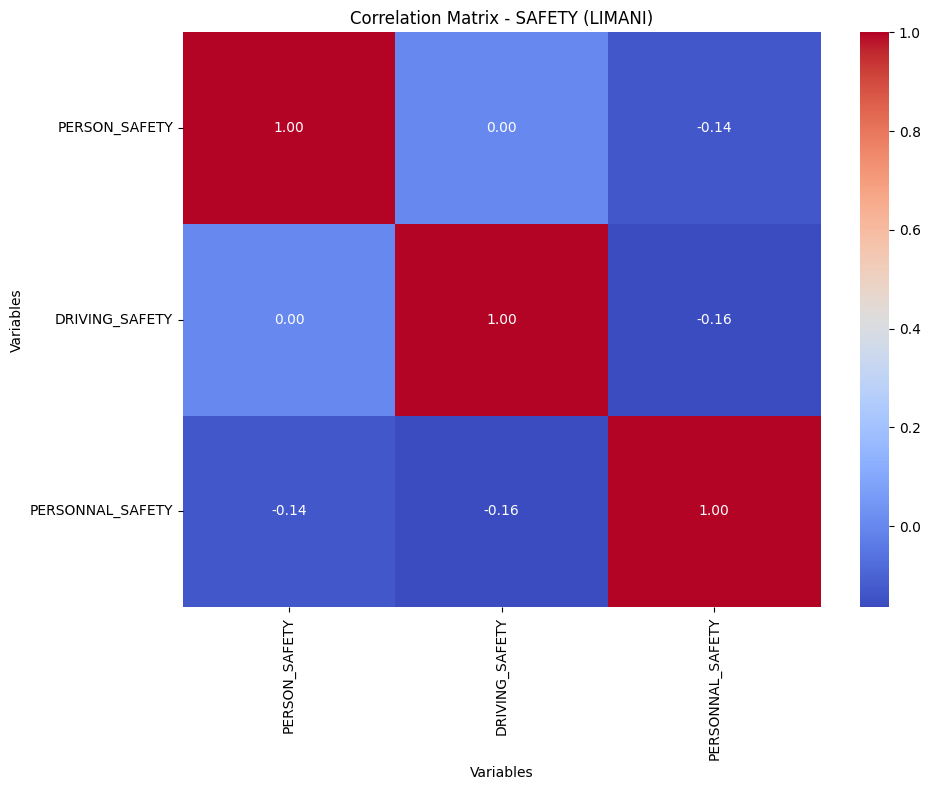 Correlation Matrix - SAFETY (LIMANI)
Variables
PERSON_SAFETY
1.00
0.00
-0.14
DRIVING_SAFETY
0.00
1.00
-0.16
PERSONNAL_SAFETY
-0.14
-0.16
1.00
PERSON_SAFETY
DRIVING_SAFETY
PERSONNAL_SAFETY
Variables
1.0
0.8
0.6
0.4
0.2
0.0